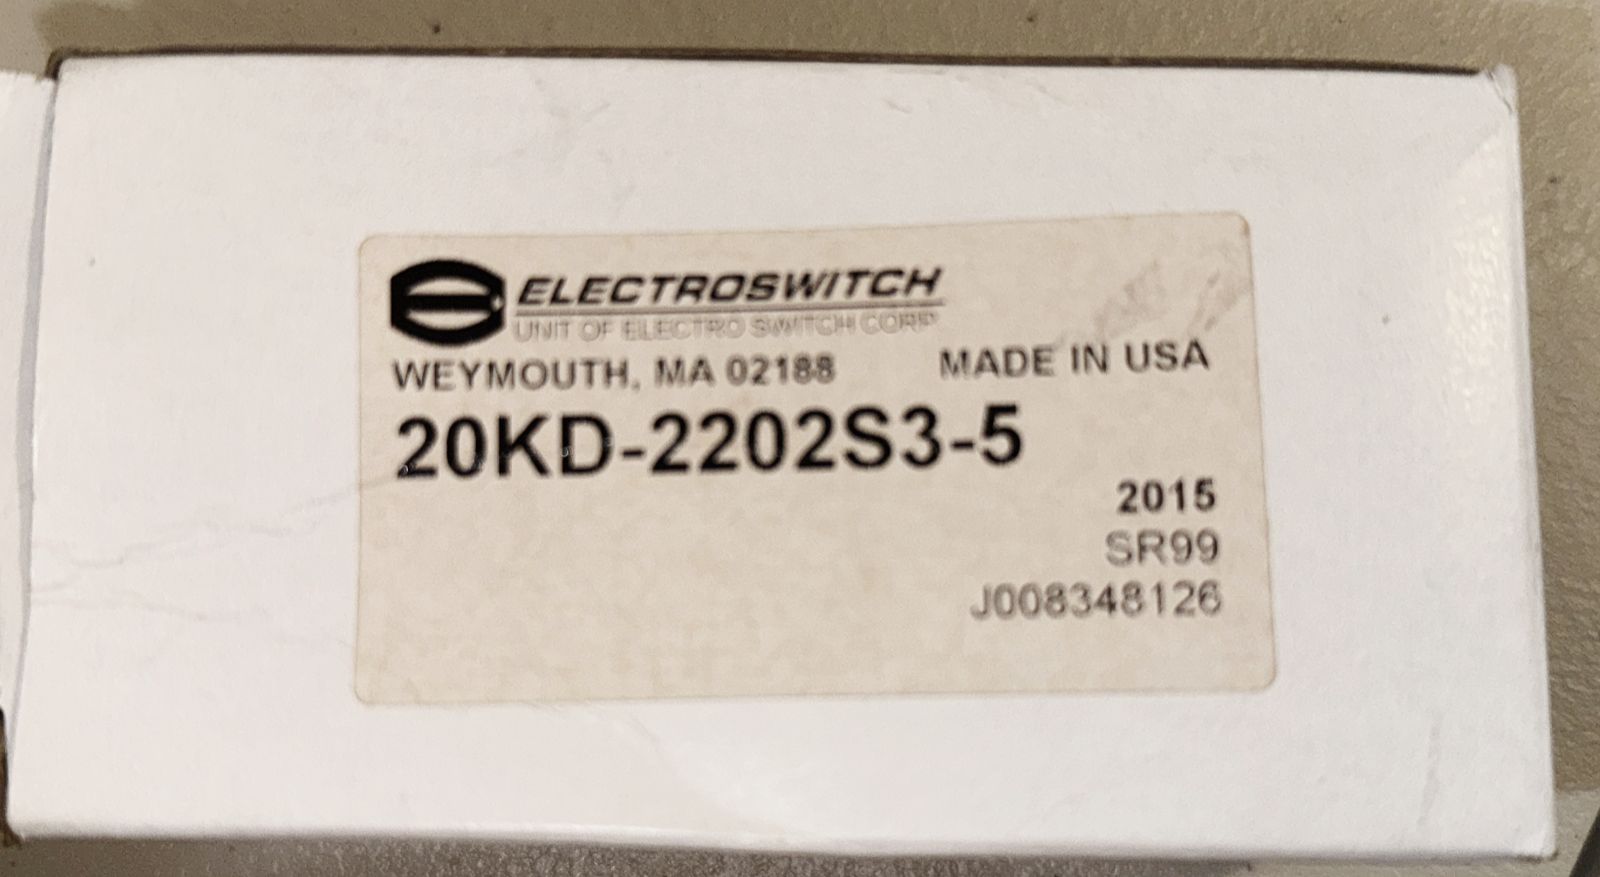 ELECTROSWITCH
UNIT OF ELECTRO SWITCH CORP.
WEYMOUTH, MA 02188 MADE IN USA
20KD-2202S3-5
2015
SR99
J008348126